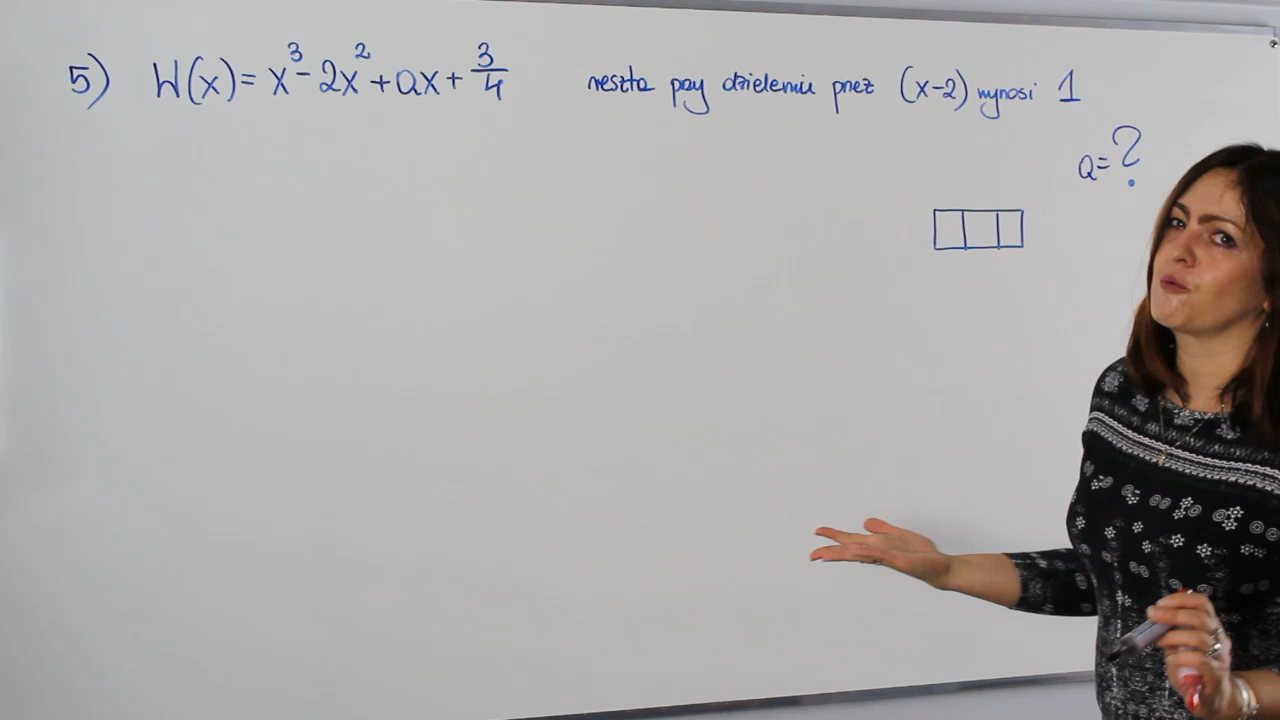 5) W(x)= x³-2x²+ax+3/4 reszta przy dzieleniu przez (x-2) wynosi 1
a=?